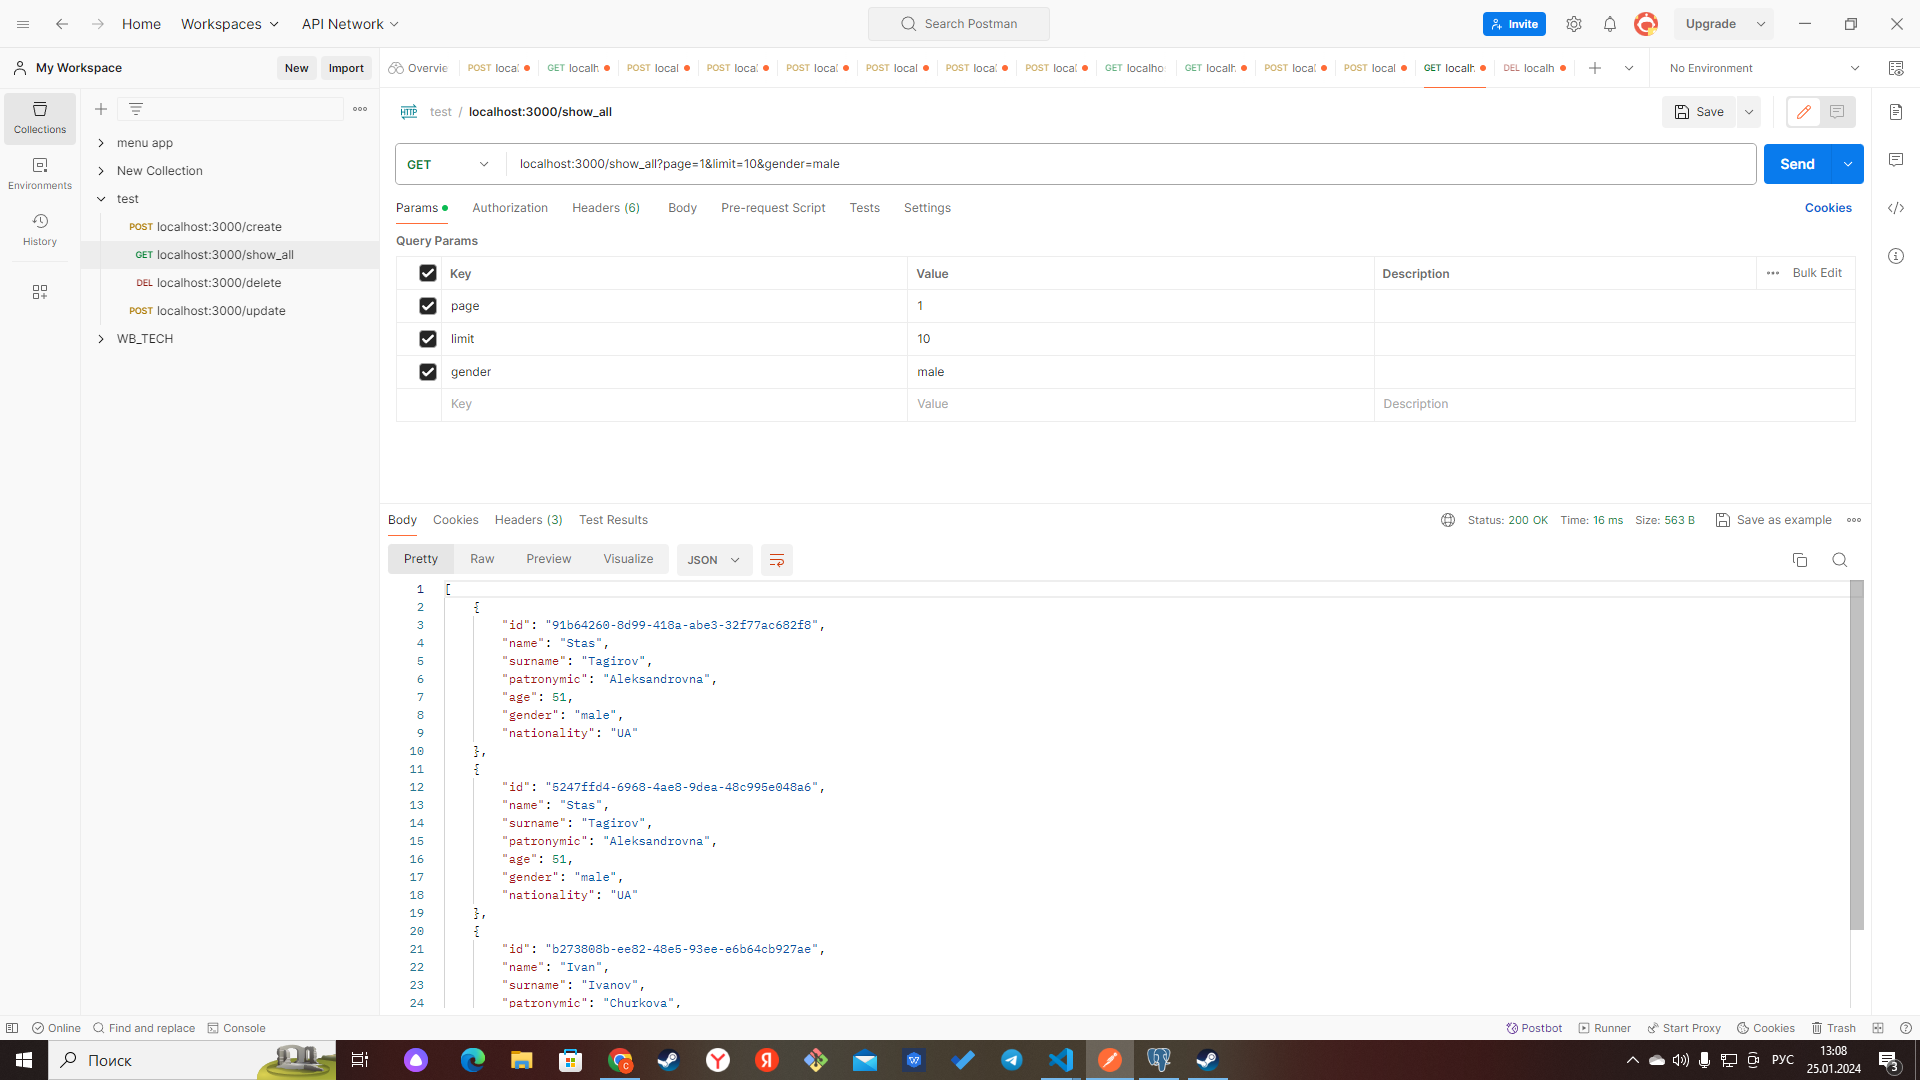 Home
Workspaces
API Network
Search Postman
Invite
Upgrade
My Workspace
New
Import
Overvie
POST local
GET localh
POST local
POST local
POST local
POST local
POST local
POST local
GET localho
GET localh
POST local
POST local
GET localh
DEL localh
No Environment
Collections
Environments
History
menu app
New Collection
test
POST localhost:3000/create
GET localhost:3000/show_all
DEL localhost:3000/delete
POST localhost:3000/update
WB_TECH
HTTP test / localhost:3000/show_all
Save
GET localhost:3000/show_all?page=1&limit=10&gender=male
Send
Params Authorization Headers (6) Body Pre-request Script Tests Settings Cookies
Query Params
Key Value Description Bulk Edit
page 1
limit 10
gender male
Key Value Description
Body Cookies Headers (3) Test Results
Status: 200 OK Time: 16 ms Size: 563 B Save as example
Pretty Raw Preview Visualize JSON
1 [
2 {
3 "id": "91b64260-8d99-418a-abe3-32f77ac682f8",
4 "name": "Stas",
5 "surname": "Tagirov",
6 "patronymic": "Aleksandrovna",
7 "age": 51,
8 "gender": "male",
9 "nationality": "UA"
10 },
11 {
12 "id": "5247ffd4-6968-4ae8-9dea-48c995e048a6",
13 "name": "Stas",
14 "surname": "Tagirov",
15 "patronymic": "Aleksandrovna",
16 "age": 51,
17 "gender": "male",
18 "nationality": "UA"
19 },
20 {
21 "id": "b273808b-ee82-48e5-93ee-e6b64cb927ae",
22 "name": "Ivan",
23 "surname": "Ivanov",
24 "patronymic": "Churkova",
Online Find and replace Console
Postbot Runner Start Proxy Cookies Trash
Поиск
РУС
13:08
25.01.2024
3